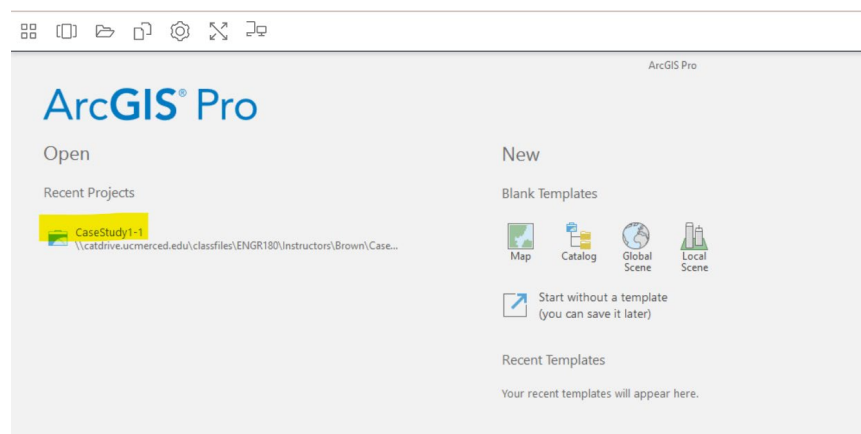 ArcGIS Pro
ArcGIS® Pro
Open
Recent Projects
CaseStudy1-1
\\catdrive.ucmerced.edu\classfiles\ENGR180\Instructors\Brown\Case...
New
Blank Templates
Map
Catalog
Global
Scene
Local
Scene
Start without a template
(you can save it later)
Recent Templates
Your recent templates will appear here.